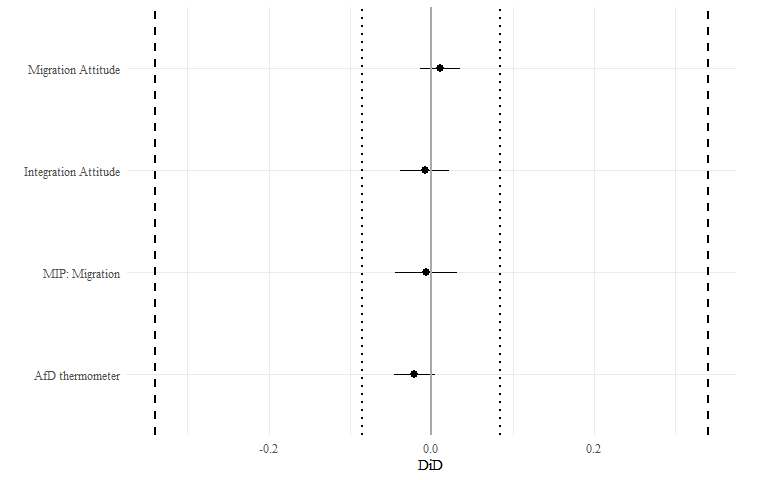 Migration Attitude
Integration Attitude
MIP: Migration
AfD thermometer
-0.2 0.0 0.2
DiD